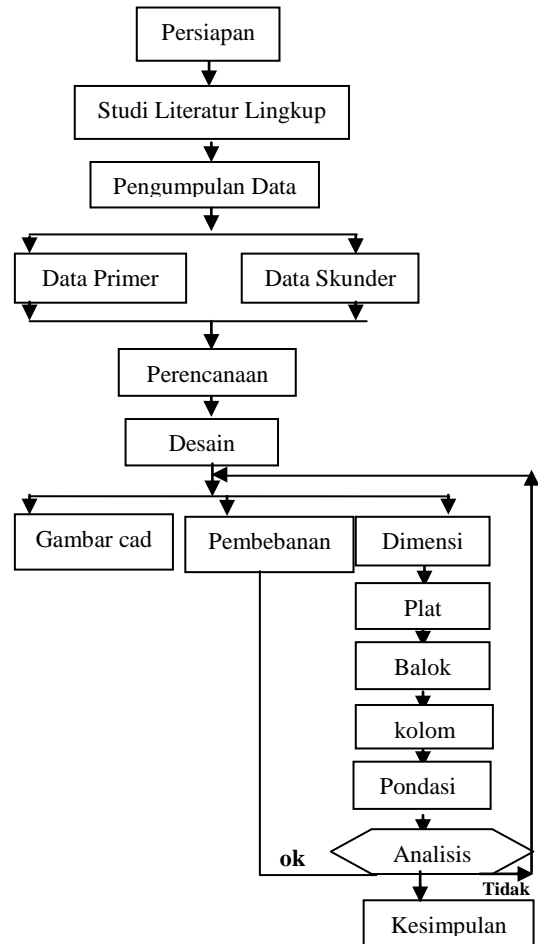 Persiapan
Studi Literatur Lingkup
Pengumpulan Data
Data Primer
Data Skunder
Perencanaan
Desain
Gambar cad
Pembebanan
Dimensi
Plat
Balok
kolom
Pondasi
ok
Analisis
Tidak
Kesimpulan